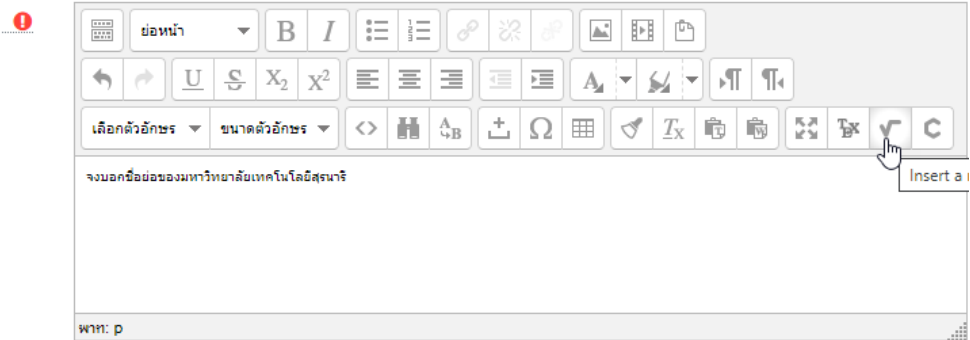 ย่อหน้า
เลือกตัวอักษร ขนาดตัวอักษร
Insert a
จงบอกชื่อย่อของมหาวิทยาลัยเทคโนโลยีสุรนารี
พาท: p